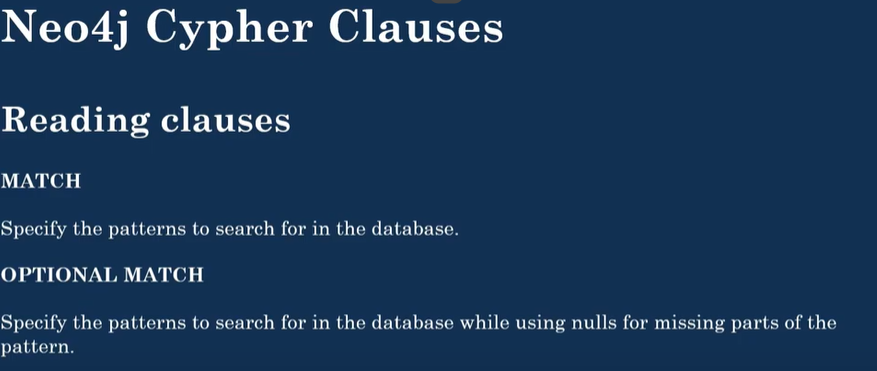 Neo4j Cypher Clauses
Reading clauses
MATCH
Specify the patterns to search for in the database.
OPTIONAL MATCH
Specify the patterns to search for in the database while using nulls for missing parts of the
pattern.